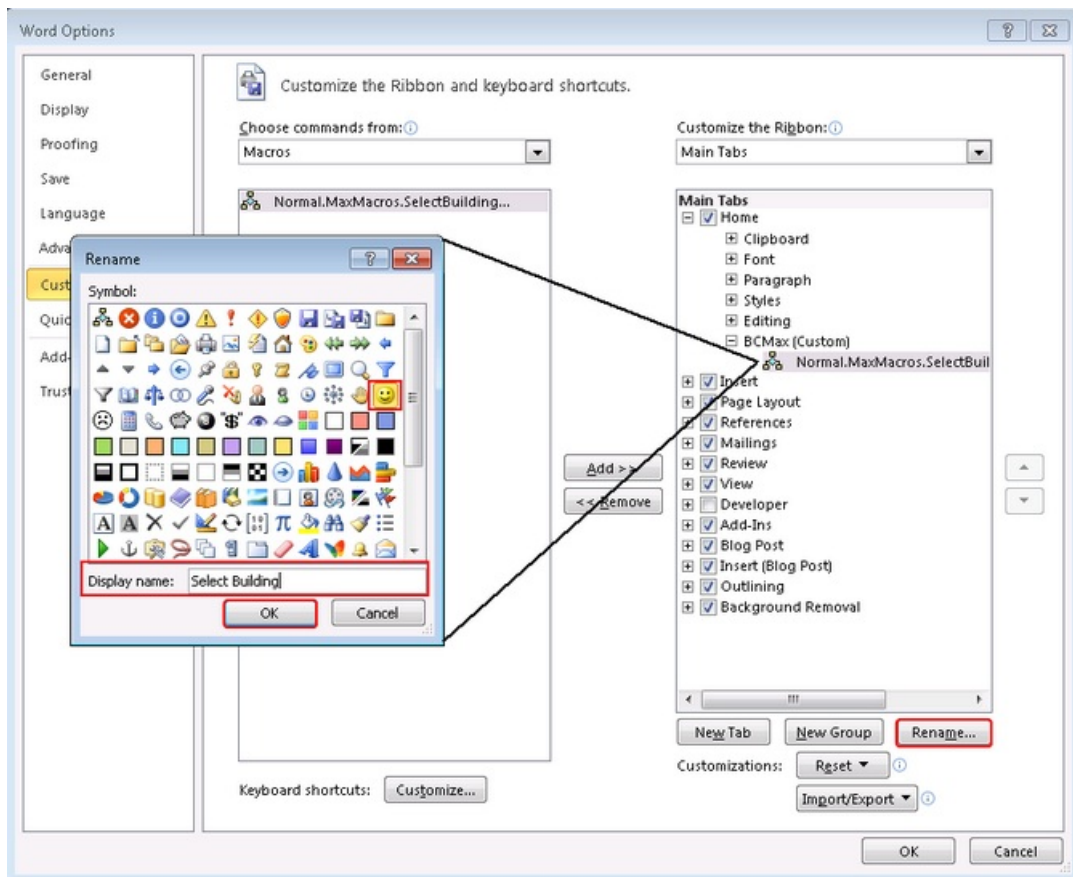 Word Options
General
Display
Proofing
Save
Language
Adva
Cust
Quic
Add-
Trust
Customize the Ribbon and keyboard shortcuts.
Choose commands from:
Macros
Normal.MaxMacros.SelectBuilding...
Rename
Symbol:
"$"
Display name: Select Building
OK Cancel
Add >>
<< Remove
Keyboard shortcuts: Customize...
Customize the Ribbon:
Main Tabs
Main Tabs
Home
Clipboard
Font
Paragraph
Styles
Editing
BCMax (Custom)
Normal.MaxMacros.SelectBuil
Insert
Page Layout
References
Mailings
Review
View
Developer
Add-Ins
Blog Post
Insert (Blog Post)
Outlining
Background Removal
New Tab New Group Rename...
Customizations: Reset
Import/Export
OK Cancel